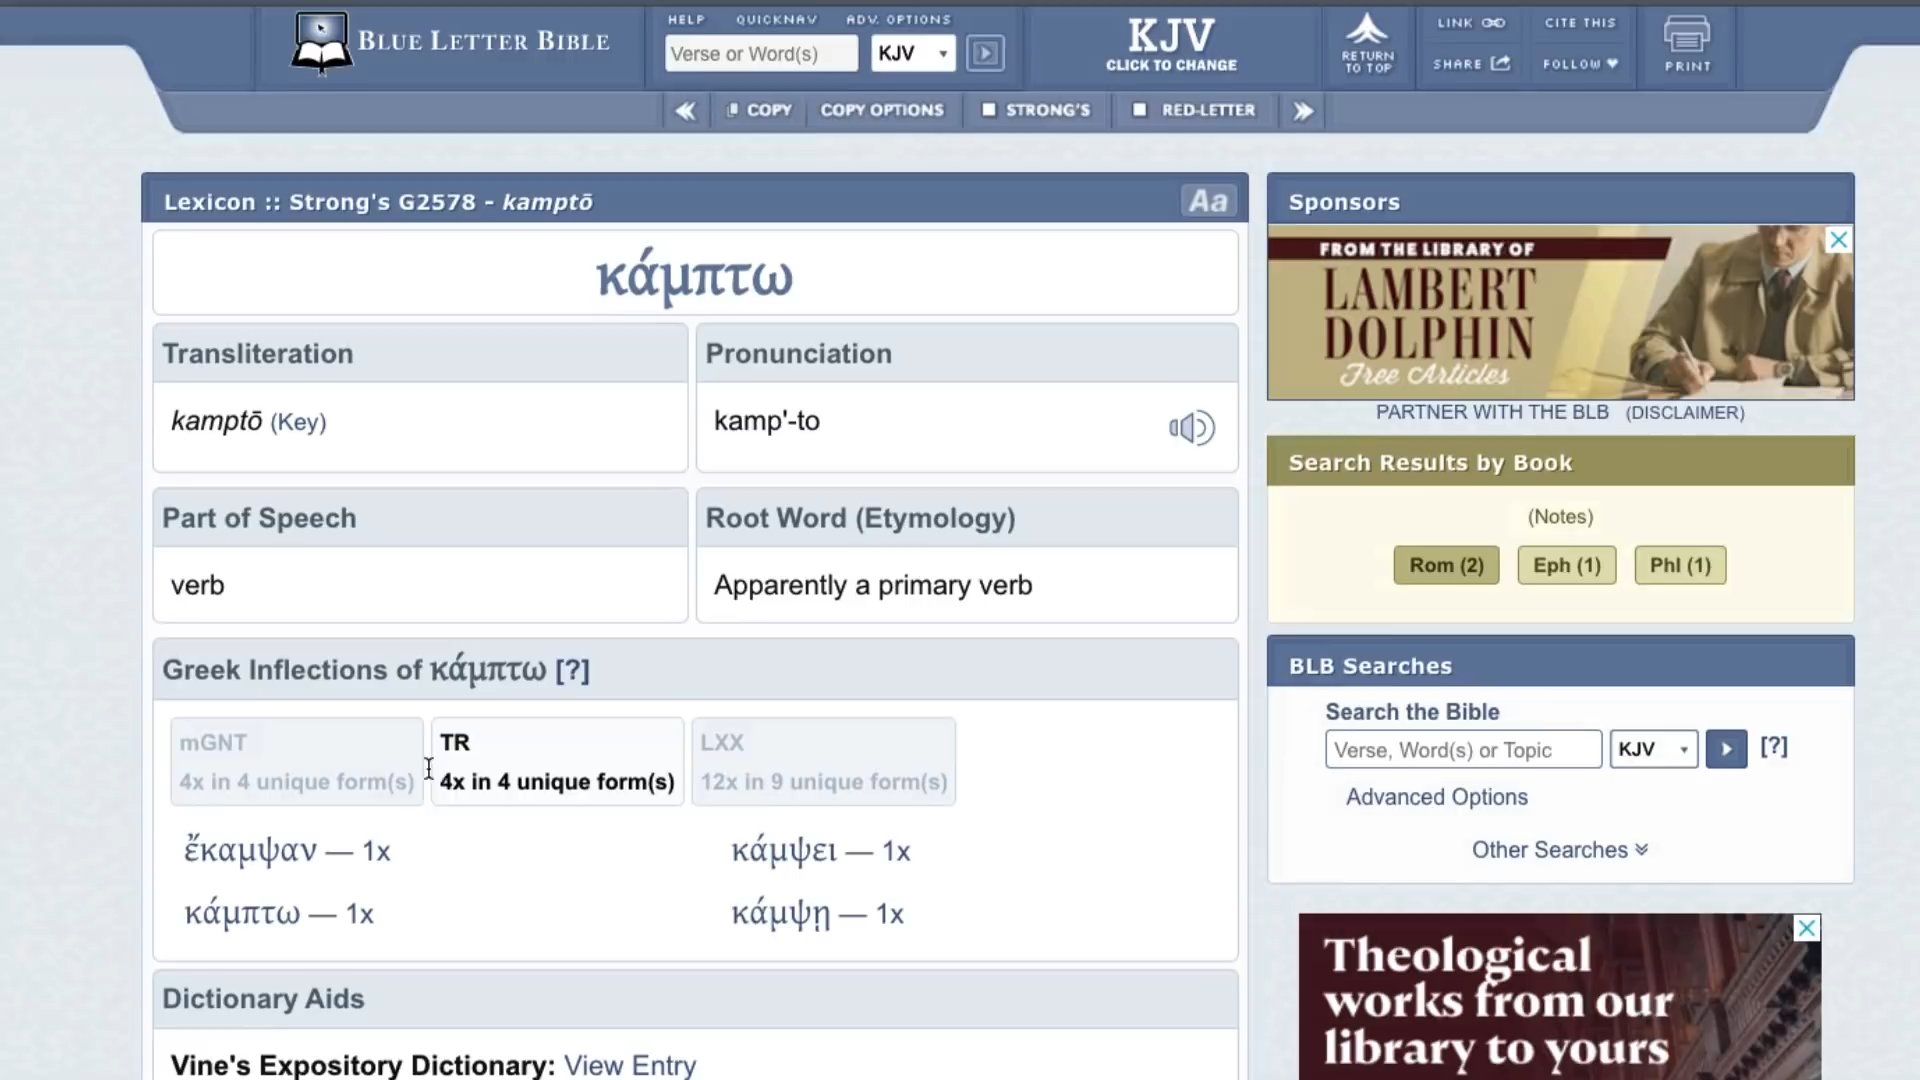 BLUE LETTER BIBLE
HELP QUICKNAV ADV. OPTIONS
Verse or Word(s) KJV
KJV
CLICK TO CHANGE
RETURN
TO TOP
LINK CITE THIS
SHARE FOLLOW
PRINT
COPY COPY OPTIONS STRONG'S RED-LETTER
Lexicon :: Strong's G2578 - kamptō
Aa
κάμπτω
Transliteration
kamptō (Key)
Pronunciation
kamp'-to
Part of Speech
verb
Root Word (Etymology)
Apparently a primary verb
Greek Inflections of κάμπτω [?]
mGNT
4x in 4 unique form(s)
TR
4x in 4 unique form(s)
LXX
12x in 9 unique form(s)
ἔκαμψαν — 1x
κάμψει — 1x
κάμπτω — 1x
κάμψῃ — 1x
Dictionary Aids
Vine's Expository Dictionary: View Entry
Sponsors
FROM THE LIBRARY OF
LAMBERT
DOLPHIN
Free Articles
PARTNER WITH THE BLB (DISCLAIMER)
Search Results by Book
(Notes)
Rom (2) Eph (1) Phl (1)
BLB Searches
Search the Bible
Verse, Word(s) or Topic KJV [?]
Advanced Options
Other Searches
Theological
works from our
library to yours